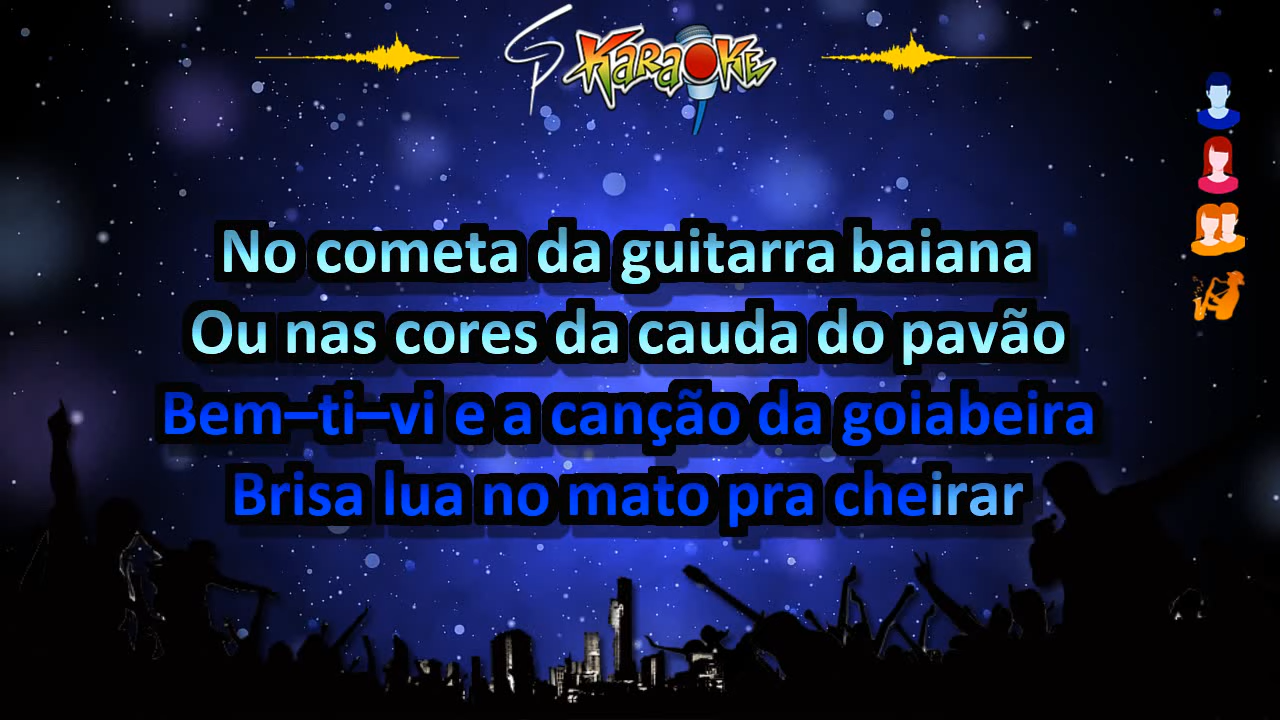 GP KaraOKe
No cometa da guitarra baiana
Ou nas cores da cauda do pavão
Bem–ti–vi e a canção da goiabeira
Brisa lua no mato pra cheirar